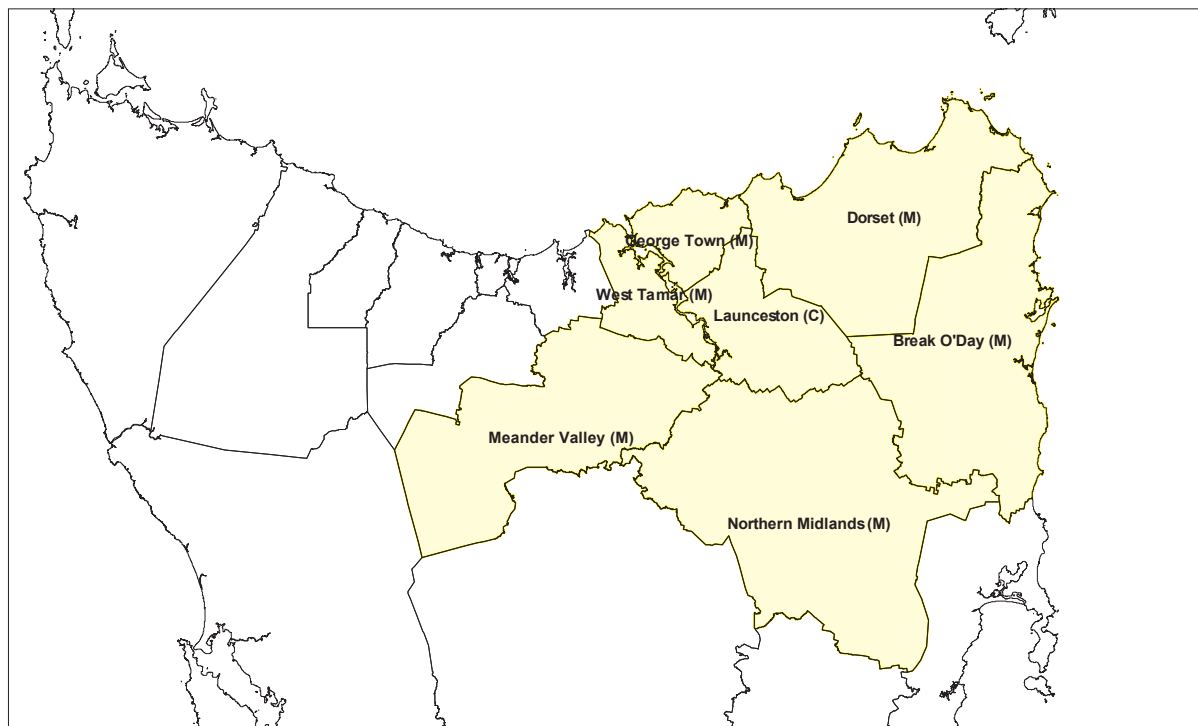 Dorset (M)
George Town (M)
West Tamar (M)
Launceston (C)
Break O'Day (M)
Meander Valley (M)
Northern Midlands (M)